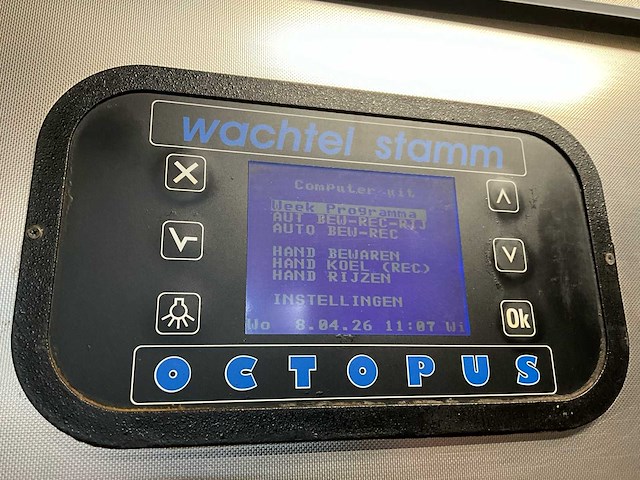 wachtel stamm
Computer uit
Week Programma
AUT BEW-REC-RIJ
AUTO BEW-REC
HAND BEWAREN
HAND KOEL (REC)
HAND RIJZEN
INSTELLINGEN
Wo 8.04.26 11:07 Wi
Ok
OCTOPUS